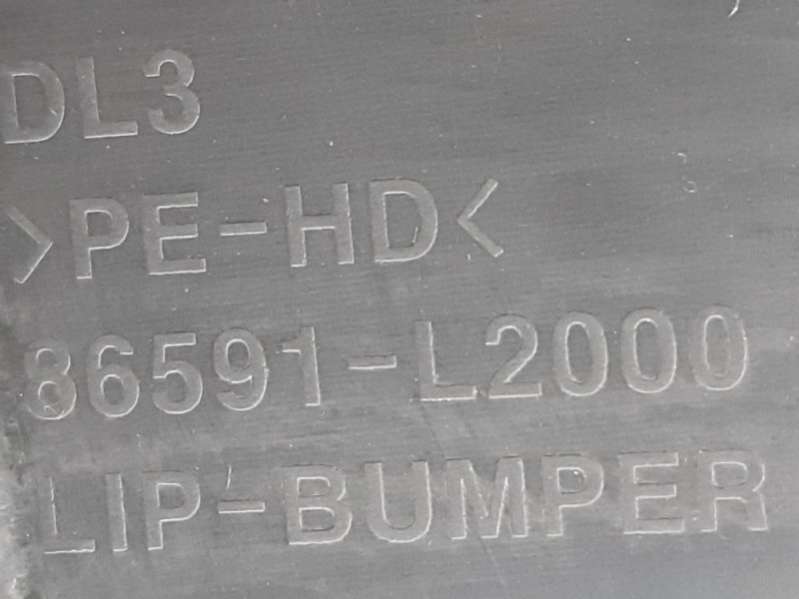 DL3
>PE-HD<
86591-L2000
LIP-BUMPER